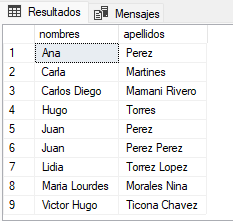 Resultados Mensajes
nombres apellidos
1 Ana Perez
2 Carla Martines
3 Carlos Diego Mamani Rivero
4 Hugo Torres
5 Juan Perez
6 Juan Perez Perez
7 Lidia Torrez Lopez
8 Maria Lourdes Morales Nina
9 Victor Hugo Ticona Chavez